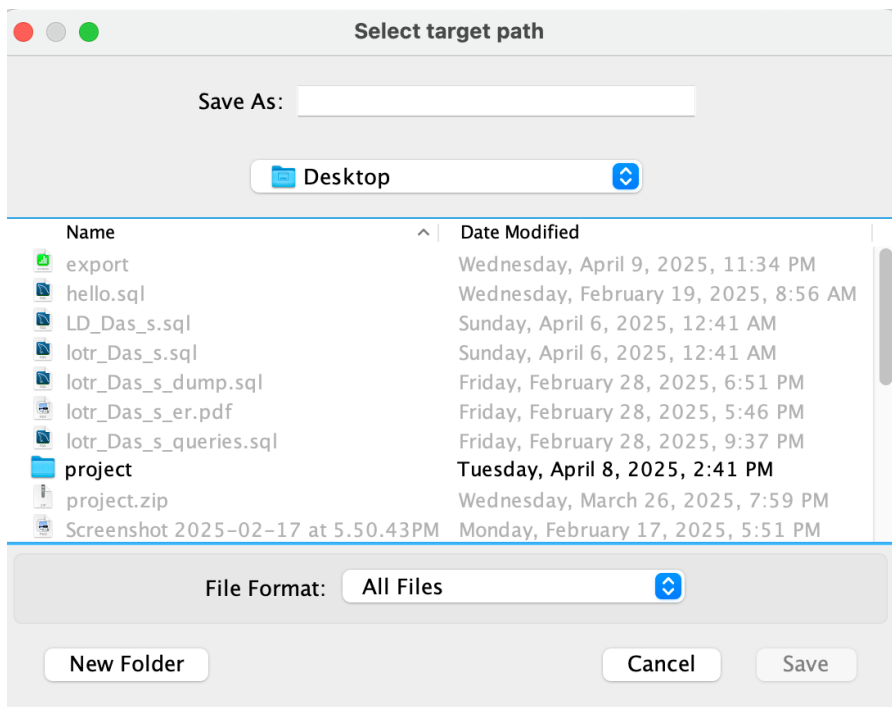 Select target path
Save As:
Desktop
Name Date Modified
export Wednesday, April 9, 2025, 11:34 PM
hello.sql Wednesday, February 19, 2025, 8:56 AM
LD_Das_s.sql Sunday, April 6, 2025, 12:41 AM
lotr_Das_s.sql Sunday, April 6, 2025, 12:41 AM
lotr_Das_s_dump.sql Friday, February 28, 2025, 6:51 PM
lotr_Das_s_er.pdf Friday, February 28, 2025, 5:46 PM
lotr_Das_s_queries.sql Friday, February 28, 2025, 9:37 PM
project Tuesday, April 8, 2025, 2:41 PM
project.zip Wednesday, March 26, 2025, 7:59 PM
Screenshot 2025-02-17 at 5.50.43PM Monday, February 17, 2025, 5:51 PM
File Format: All Files
New Folder Cancel Save